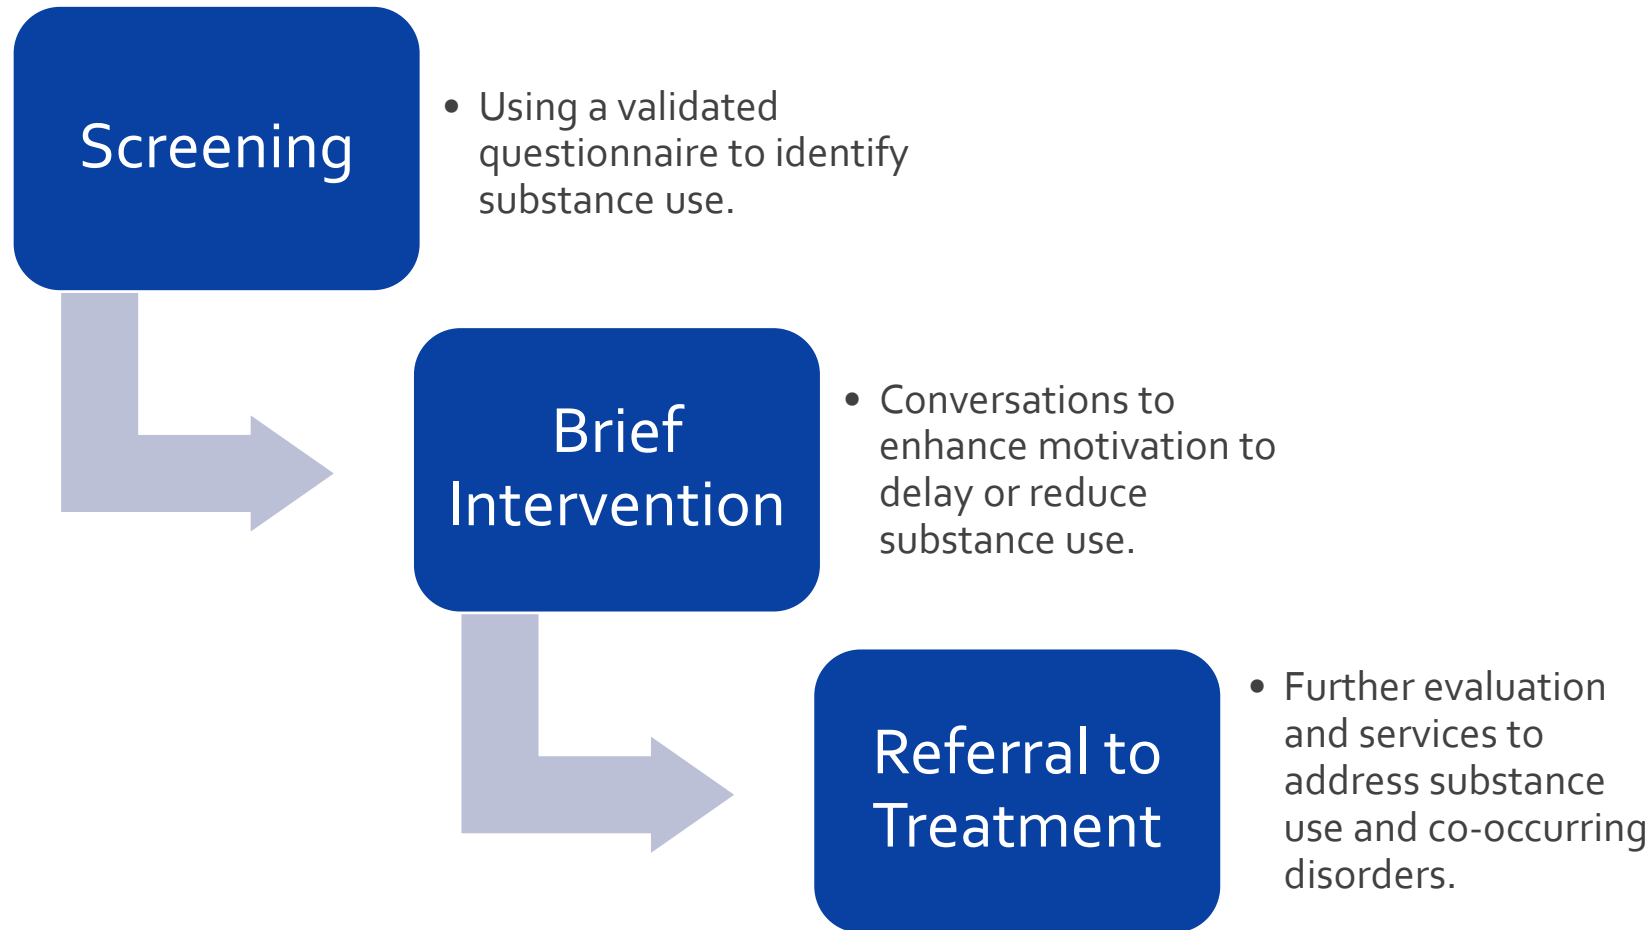 Screening
• Using a validated
questionnaire to identify
substance use.
Brief
Intervention
• Conversations to
enhance motivation to
delay or reduce
substance use.
Referral to
Treatment
• Further evaluation
and services to
address substance
use and co-occurring
disorders.